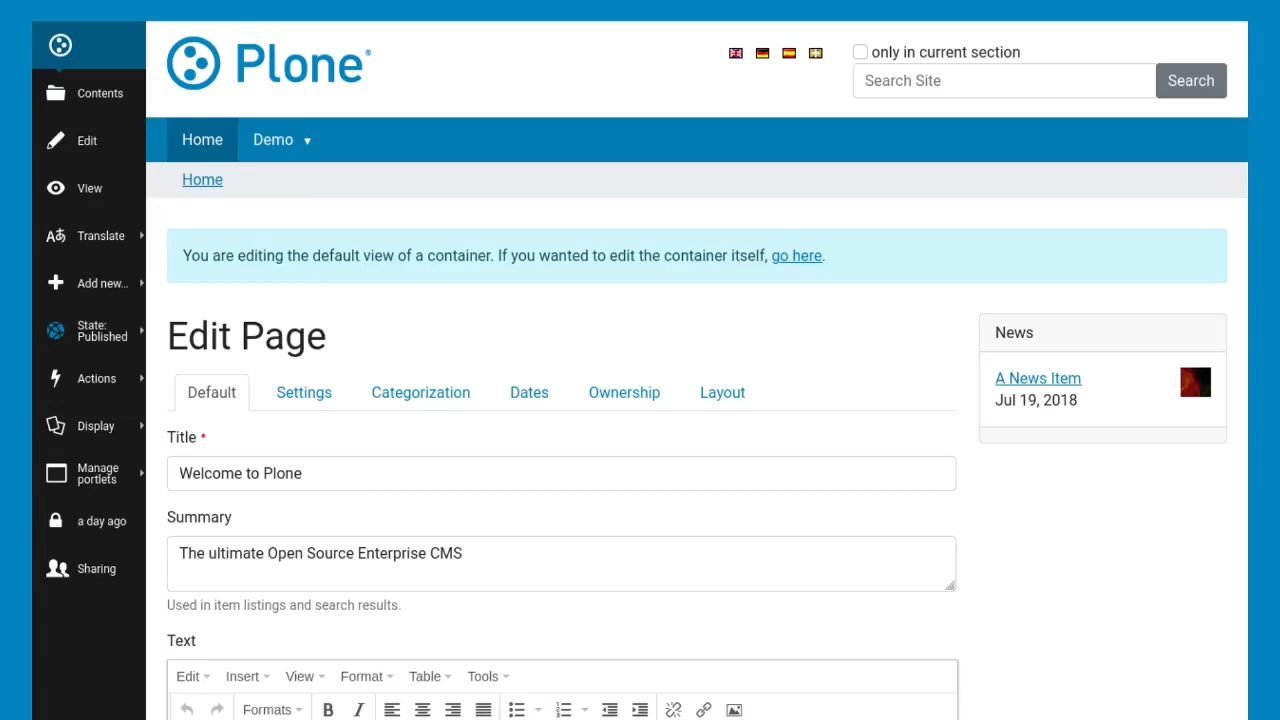 Plone®
only in current section
Search Site
Search
Home
Demo ▼
Home
Contents
Edit
View
Translate
Add new...
State:
Published
Actions
Display
Manage
portlets
a day ago
Sharing
You are editing the default view of a container. If you wanted to edit the container itself, go here.
Edit Page
Default
Settings
Categorization
Dates
Ownership
Layout
Title •
Welcome to Plone
Summary
The ultimate Open Source Enterprise CMS
Used in item listings and search results.
Text
Edit
Insert
View
Format
Table
Tools
Formats
B
I
News
A News Item
Jul 19, 2018